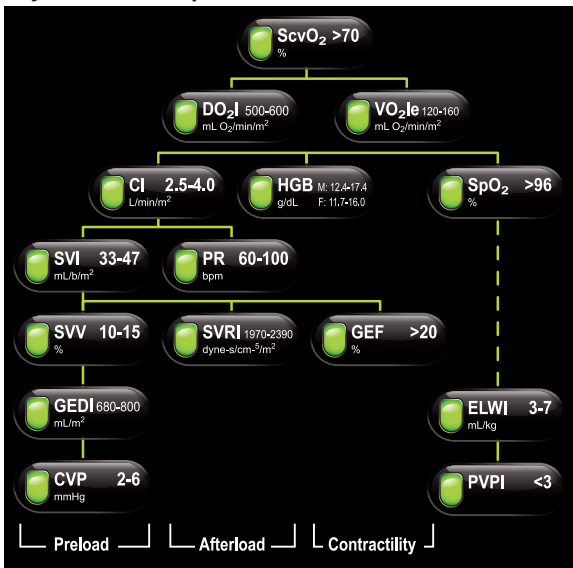 ScvO₂ >70
%
DO₂I 500-600
mL O₂/min/m²
VO₂Ie 120-160
mL O₂/min/m²
CI 2.5-4.0
L/min/m²
HGB M: 12.4-17.4
g/dL F: 11.7-16.0
SpO₂ >96
%
SVI 33-47
mL/b/m²
PR 60-100
bpm
SVV 10-15
%
SVRI 1970-2390
dyne-s/cm-⁵/m²
GEF >20
%
GEDI 680-800
mL/m²
ELWI 3-7
mL/kg
CVP 2-6
mmHg
PVPI <3
Preload
Afterload
Contractility